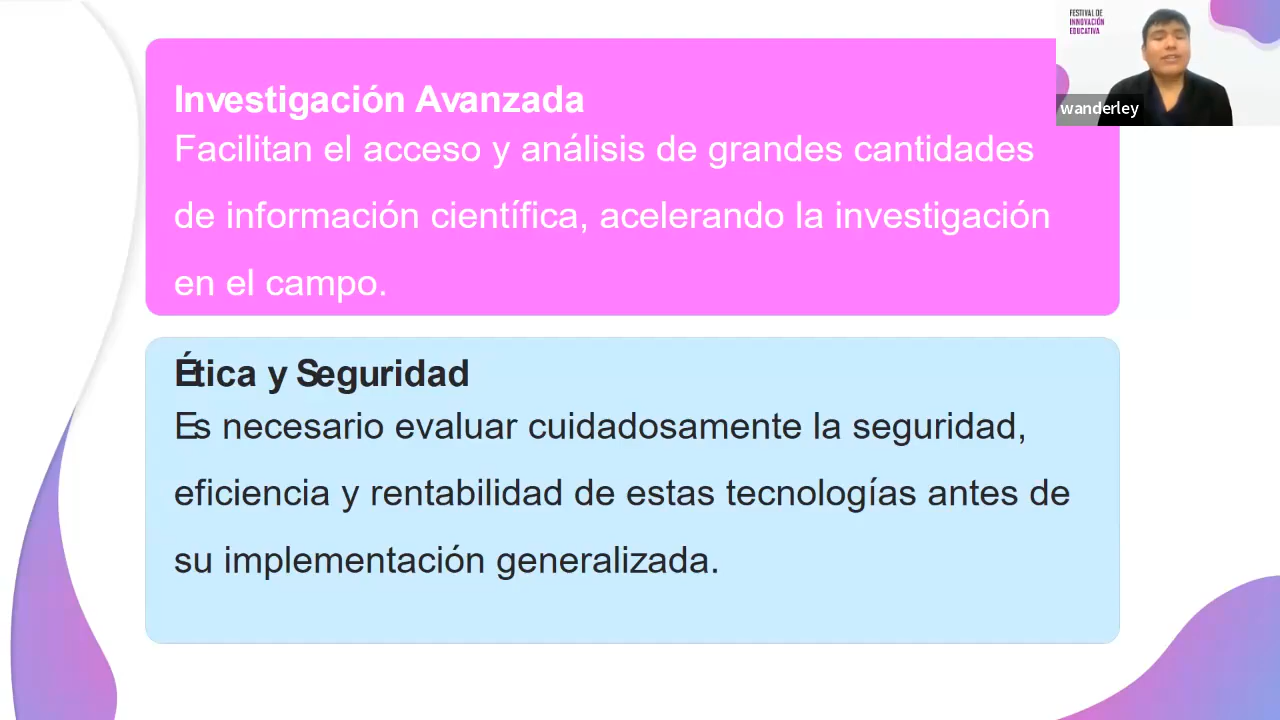 Investigación Avanzada
Facilitan el acceso y análisis de grandes cantidades
de información científica, acelerando la investigación
en el campo.
Ética y Seguridad
Es necesario evaluar cuidadosamente la seguridad,
eficiencia y rentabilidad de estas tecnologías antes de
su implementación generalizada.
FESTIVAL DE
INNOVACIÓN
EDUCATIVA
wanderley